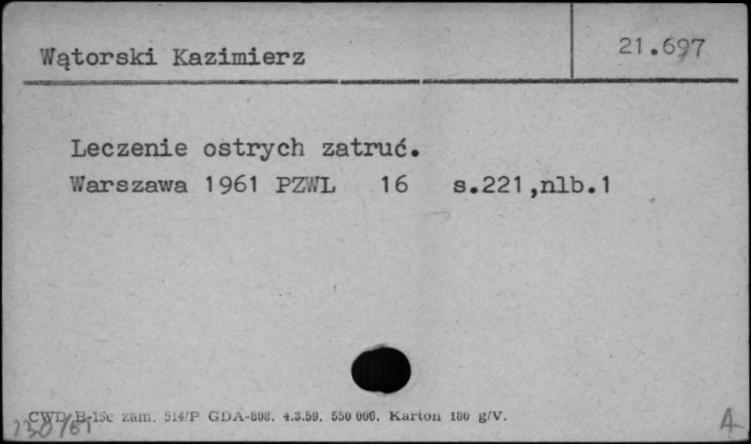 Wątorski Kazimierz
21.697
Leczenie ostrych zatruć.
Warszawa 1961 PZWL 16 s.221,nlb.1
CWD B-15c zam. 514/P GDA-808. 4.3.59. 550 000. Karton 180 g/V.
A